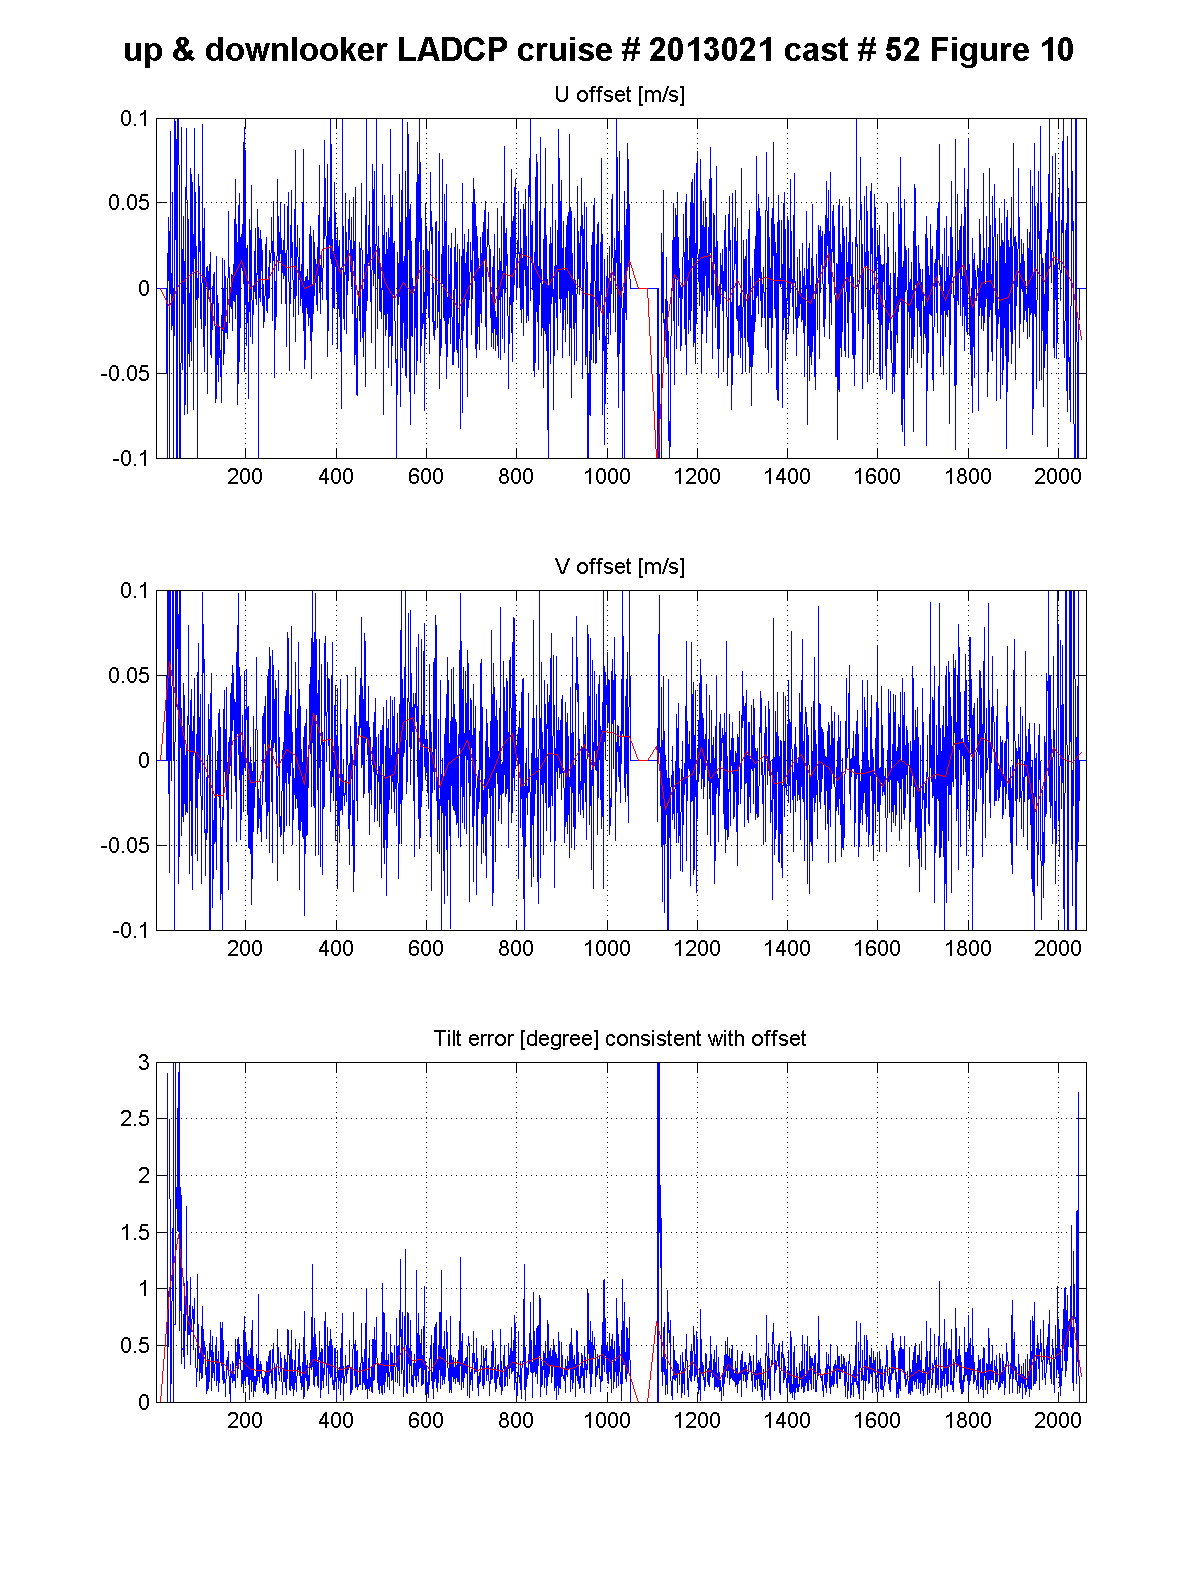 up & downlooker LADCP cruise # 2013021 cast # 52 Figure 10
U offset [m/s]
0.1
0.05
0
-0.05
-0.1
200 400 600 800 1000 1200 1400 1600 1800 2000
V offset [m/s]
0.1
0.05
0
-0.05
-0.1
200 400 600 800 1000 1200 1400 1600 1800 2000
Tilt error [degree] consistent with offset
3
2.5
2
1.5
1
0.5
0
200 400 600 800 1000 1200 1400 1600 1800 2000